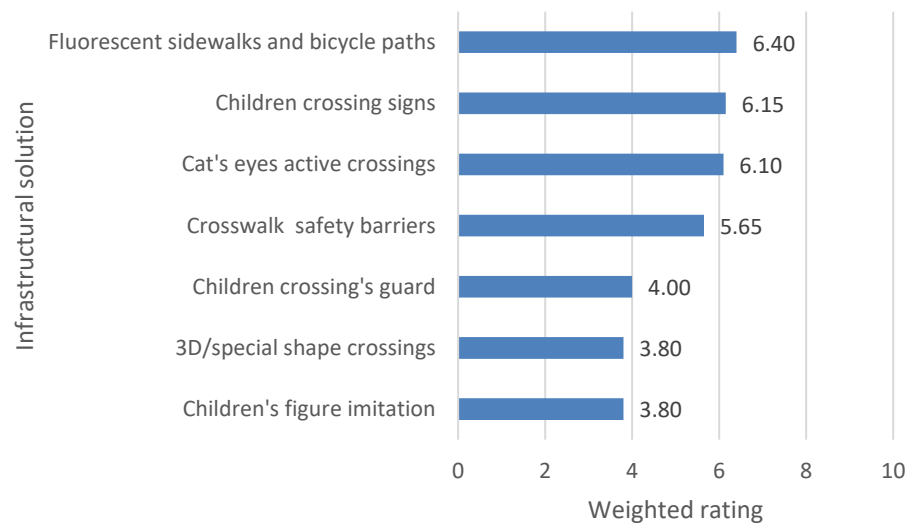 Infrastructural solution
Fluorescent sidewalks and bicycle paths 6.40
Children crossing signs 6.15
Cat's eyes active crossings 6.10
Crosswalk  safety barriers 5.65
Children crossing's guard 4.00
3D/special shape crossings 3.80
Children's figure imitation 3.80
0 2 4 6 8 10
Weighted rating